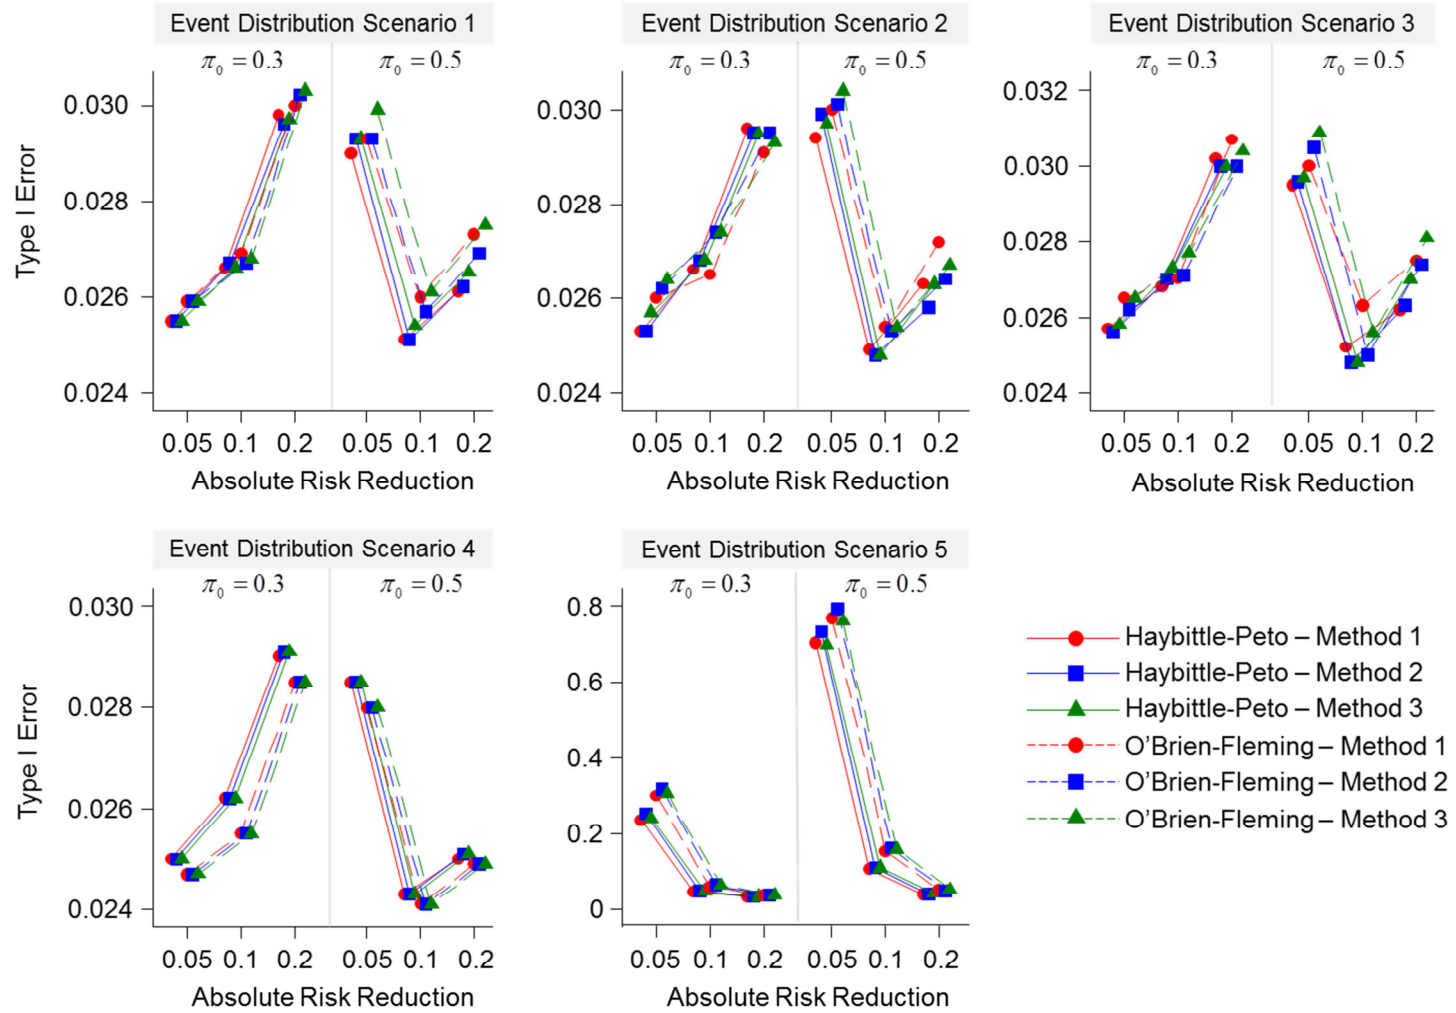 Event Distribution Scenario 1
π₀ = 0.3 π₀ = 0.5
Type I Error
0.030
0.028
0.026
0.024
0.05 0.1 0.2 0.05 0.1 0.2
Absolute Risk Reduction
Event Distribution Scenario 2
π₀ = 0.3 π₀ = 0.5
0.030
0.028
0.026
0.024
0.05 0.1 0.2 0.05 0.1 0.2
Absolute Risk Reduction
Event Distribution Scenario 3
π₀ = 0.3 π₀ = 0.5
0.032
0.030
0.028
0.026
0.024
0.05 0.1 0.2 0.05 0.1 0.2
Absolute Risk Reduction
Event Distribution Scenario 4
π₀ = 0.3 π₀ = 0.5
Type I Error
0.030
0.028
0.026
0.024
0.05 0.1 0.2 0.05 0.1 0.2
Absolute Risk Reduction
Event Distribution Scenario 5
π₀ = 0.3 π₀ = 0.5
0.8
0.6
0.4
0.2
0
0.05 0.1 0.2 0.05 0.1 0.2
Absolute Risk Reduction
Haybittle-Peto – Method 1
Haybittle-Peto – Method 2
Haybittle-Peto – Method 3
O'Brien-Fleming – Method 1
O'Brien-Fleming – Method 2
O'Brien-Fleming – Method 3